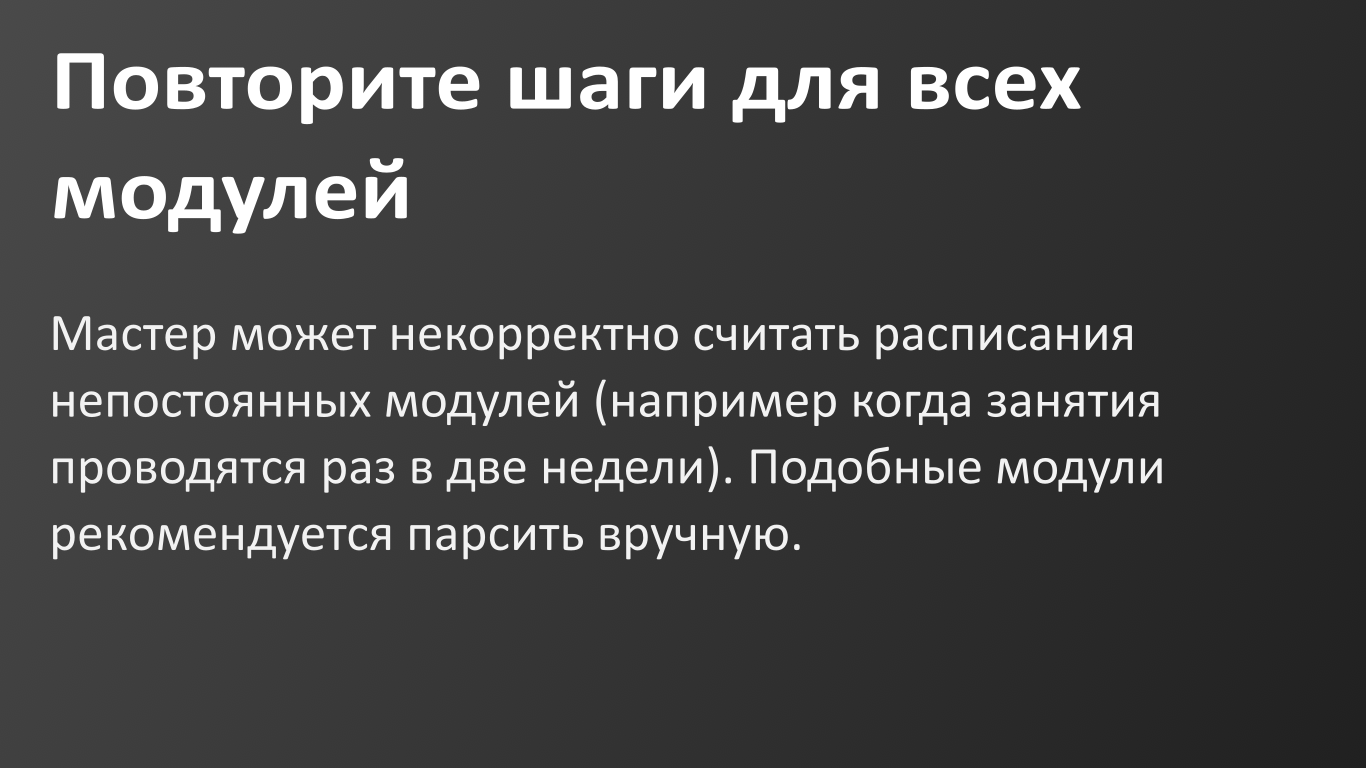 Повторите шаги для всех
модулей
Мастер может некорректно считать расписания
непостоянных модулей (например когда занятия
проводятся раз в две недели). Подобные модули
рекомендуется парсить вручную.